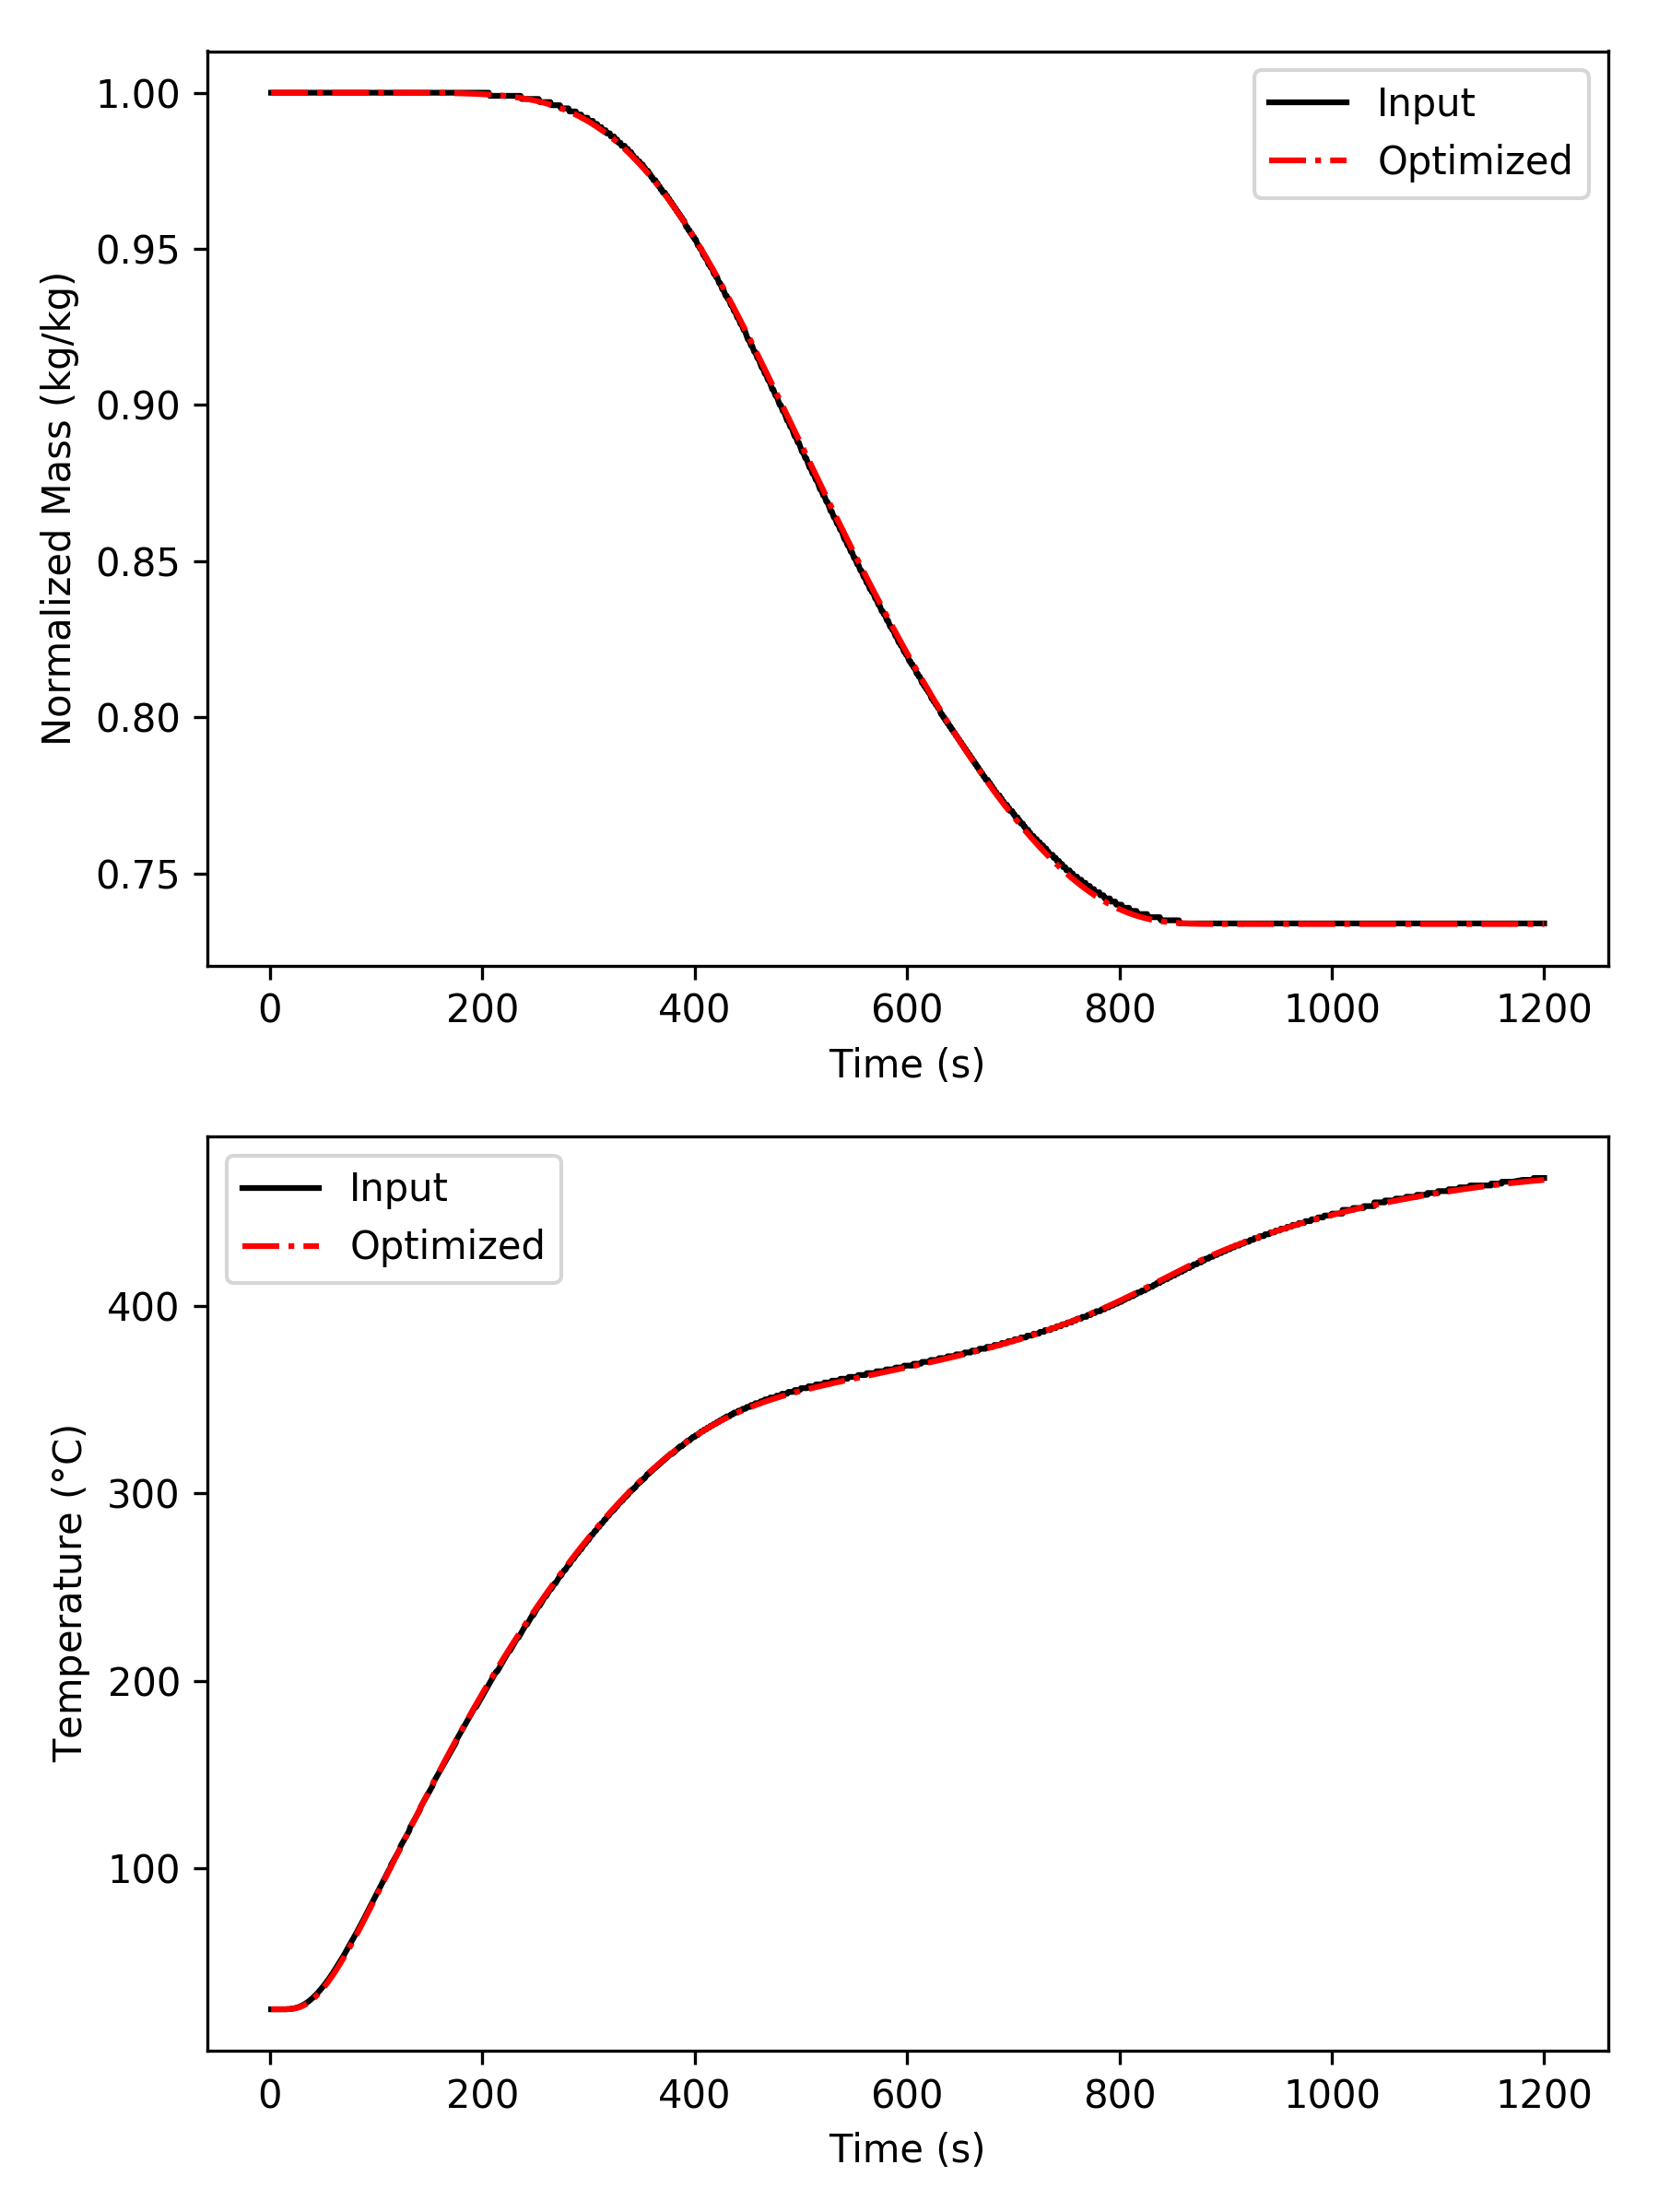 1.00
0.95
0.90
0.85
0.80
0.75
Normalized Mass (kg/kg)
Input
Optimized
0 200 400 600 800 1000 1200
Time (s)
Input
Optimized
400
300
200
100
Temperature (°C)
0 200 400 600 800 1000 1200
Time (s)